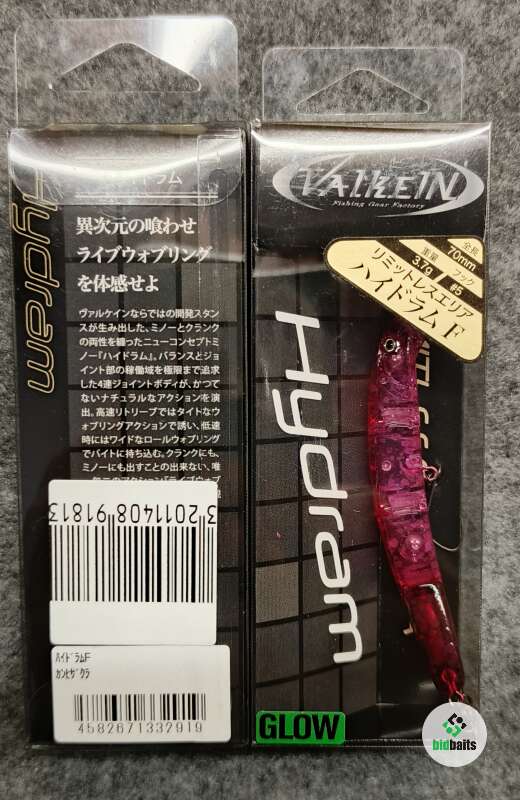 Hydram
ハイドラム
異次元の喰わせ
ライブウォブリング
を体感せよ
ヴァルケインならではの開発スタン
スが生み出した、ミノーとクランク
の両性を纏ったニューコンセプトミ
ノー『ハイドラム』。バランスとジョ
イント部の稼働域を極限まで追求
した4連ジョイントボディが、かつて
ないナチュラルなアクションを演
出。高速リトリーブではタイトなウ
ォブリングアクションで誘い、低速
時にはワイドなロールウォブリング
でバイトに持ち込む。クランクにも、
ミノーにも出すことの出来ない、唯
3 2011408 91813
ハイドラムF
カンヒザクラ
4582671332919
VALKEIN
Fishing Gear Factory
全長
70mm
重量
3.7g
フック
#5
リミットレスエリア
ハイドラム F
Hydram
GLOW
bidbaits